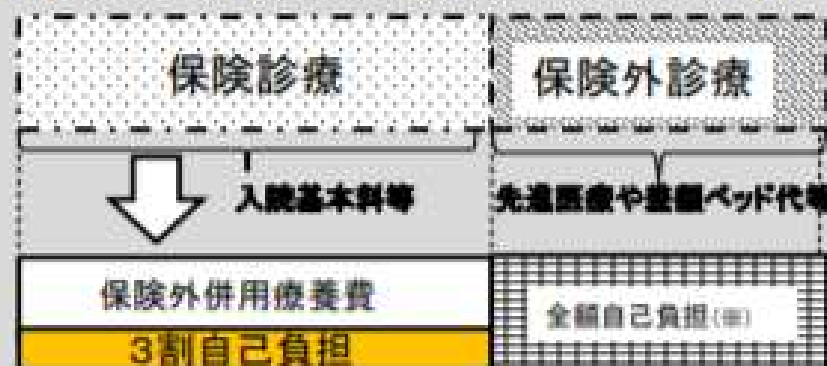 保険診療
保険外診療
入院基本料等
先進医療や差額ベッド代等
保険外併用療養費
全額自己負担(※)
3割自己負担